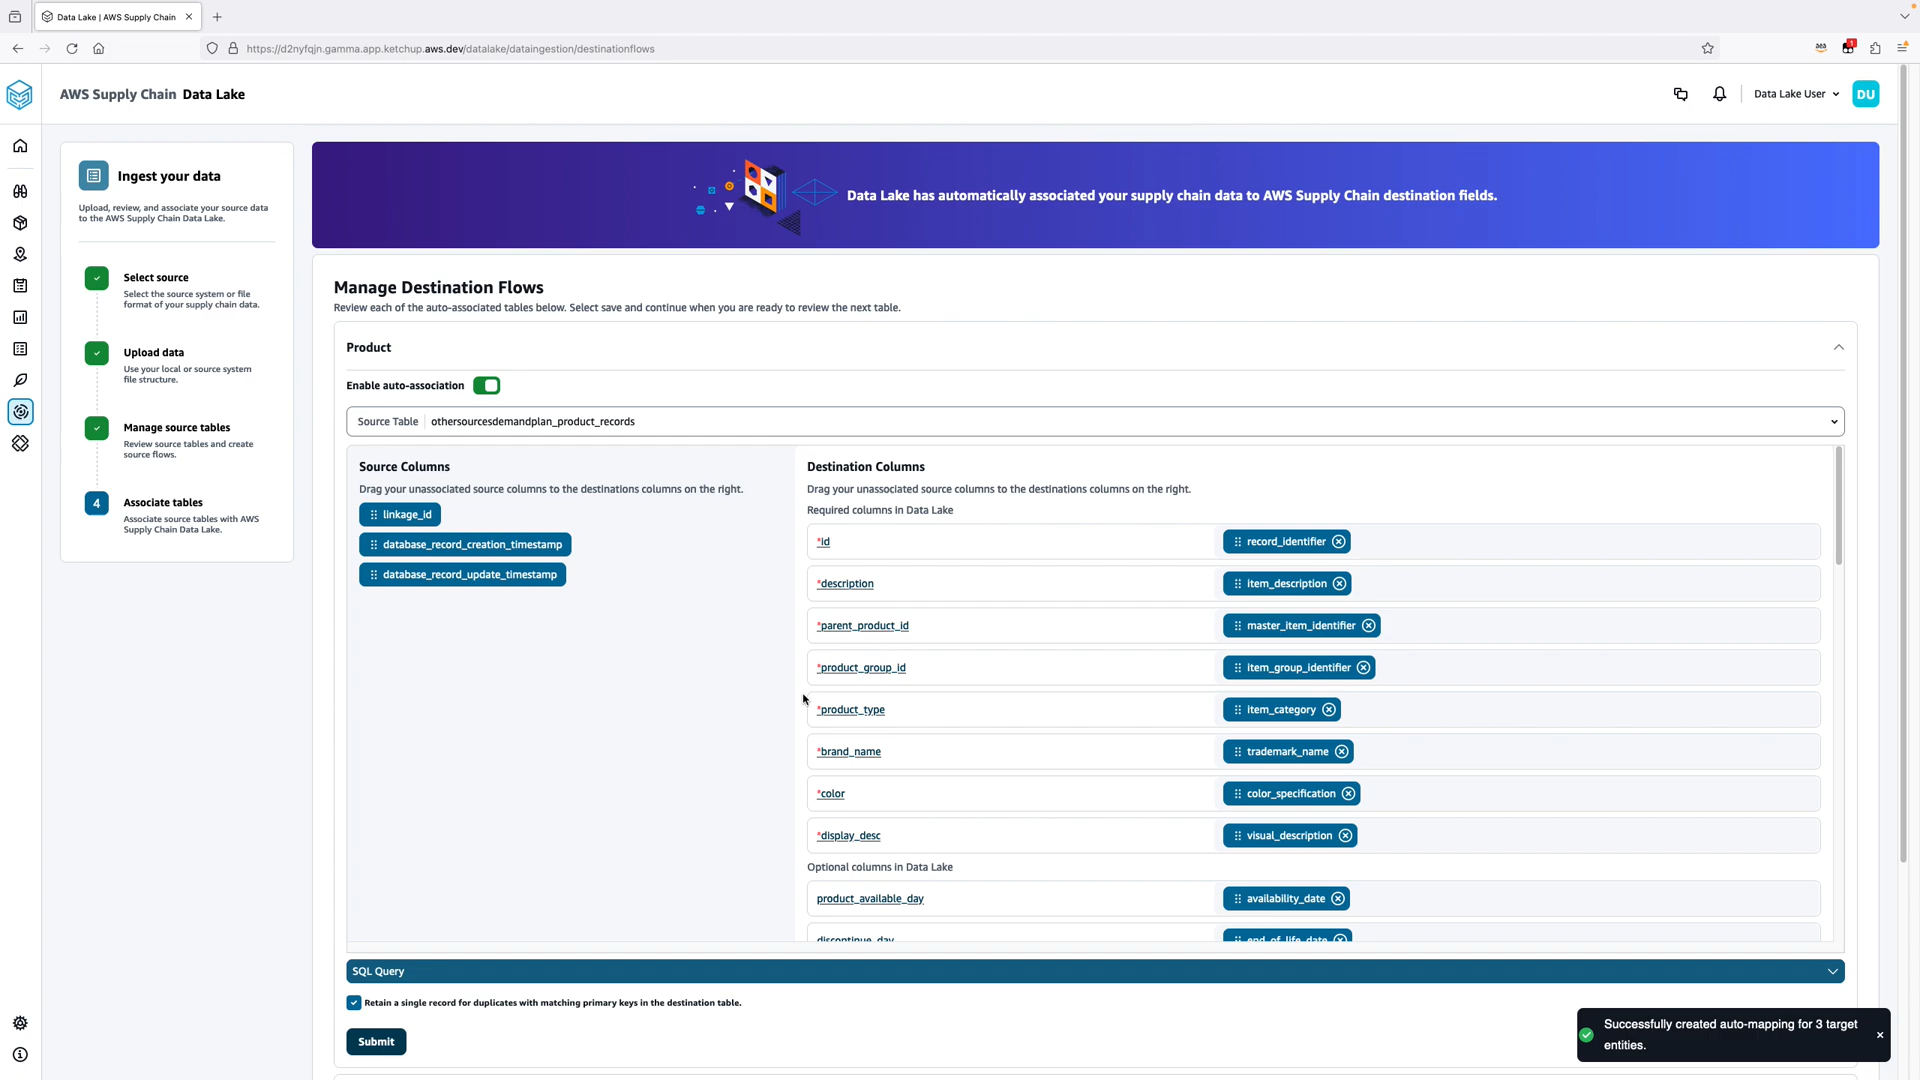 Data Lake | AWS Supply Chain
https://d2nyfqjn.gamma.app.ketchup.aws.dev/datalake/dataingestion/destinationflows
1
AWS Supply Chain Data Lake
Data Lake User
DU
Ingest your data
Upload, review, and associate your source data
to the AWS Supply Chain Data Lake.
Select source
Select the source system or file
format of your supply chain data.
Upload data
Use your local or source system
file structure.
Manage source tables
Review source tables and create
source flows.
4
Associate tables
Associate source tables with AWS
Supply Chain Data Lake.
Data Lake has automatically associated your supply chain data to AWS Supply Chain destination fields.
Manage Destination Flows
Review each of the auto-associated tables below. Select save and continue when you are ready to review the next table.
Product
Enable auto-association
Source Table othersourcesdemandplan_product_records
Source Columns
Drag your unassociated source columns to the destinations columns on the right.
linkage_id
database_record_creation_timestamp
database_record_update_timestamp
Destination Columns
Drag your unassociated source columns to the destinations columns on the right.
Required columns in Data Lake
*id record_identifier
*description item_description
*parent_product_id master_item_identifier
*product_group_id item_group_identifier
*product_type item_category
*brand_name trademark_name
*color color_specification
*display_desc visual_description
Optional columns in Data Lake
product_available_day availability_date
discontinue_day end_of_life_date
SQL Query
Retain a single record for duplicates with matching primary keys in the destination table.
Submit
Successfully created auto-mapping for 3 target
entities.